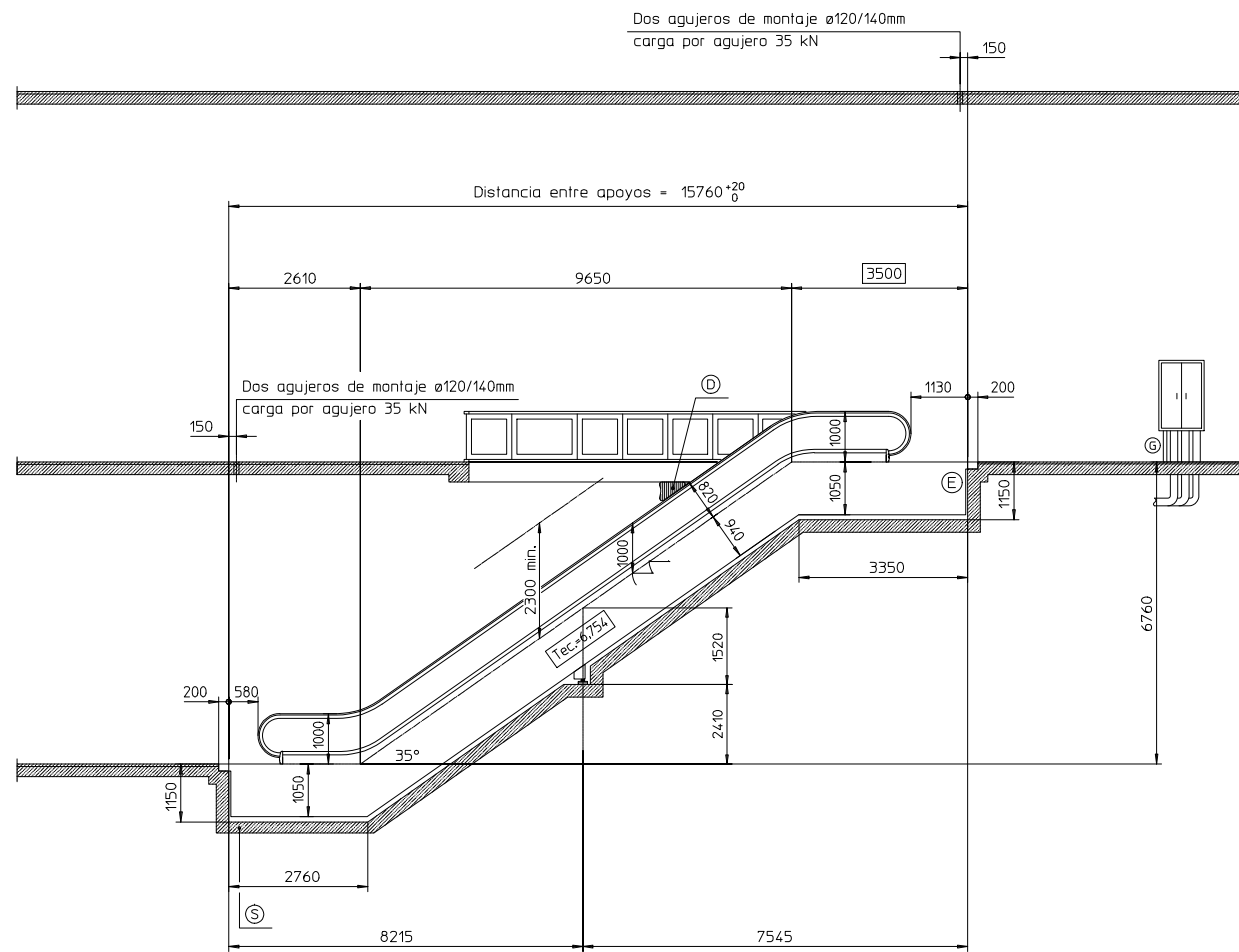 Dos agujeros de montaje ø120/140mm
carga por agujero 35 kN
150
Distancia entre apoyos = 15760 +20 0
2610
9650
3500
Dos agujeros de montaje ø120/140mm
carga por agujero 35 kN
150
D
1130
200
1000
G
E
820
1050
1150
940
1000
2300 min.
3350
6760
Tec.=6,754
1520
200
580
2410
1000
35°
1150
1050
2760
S
8215
7545